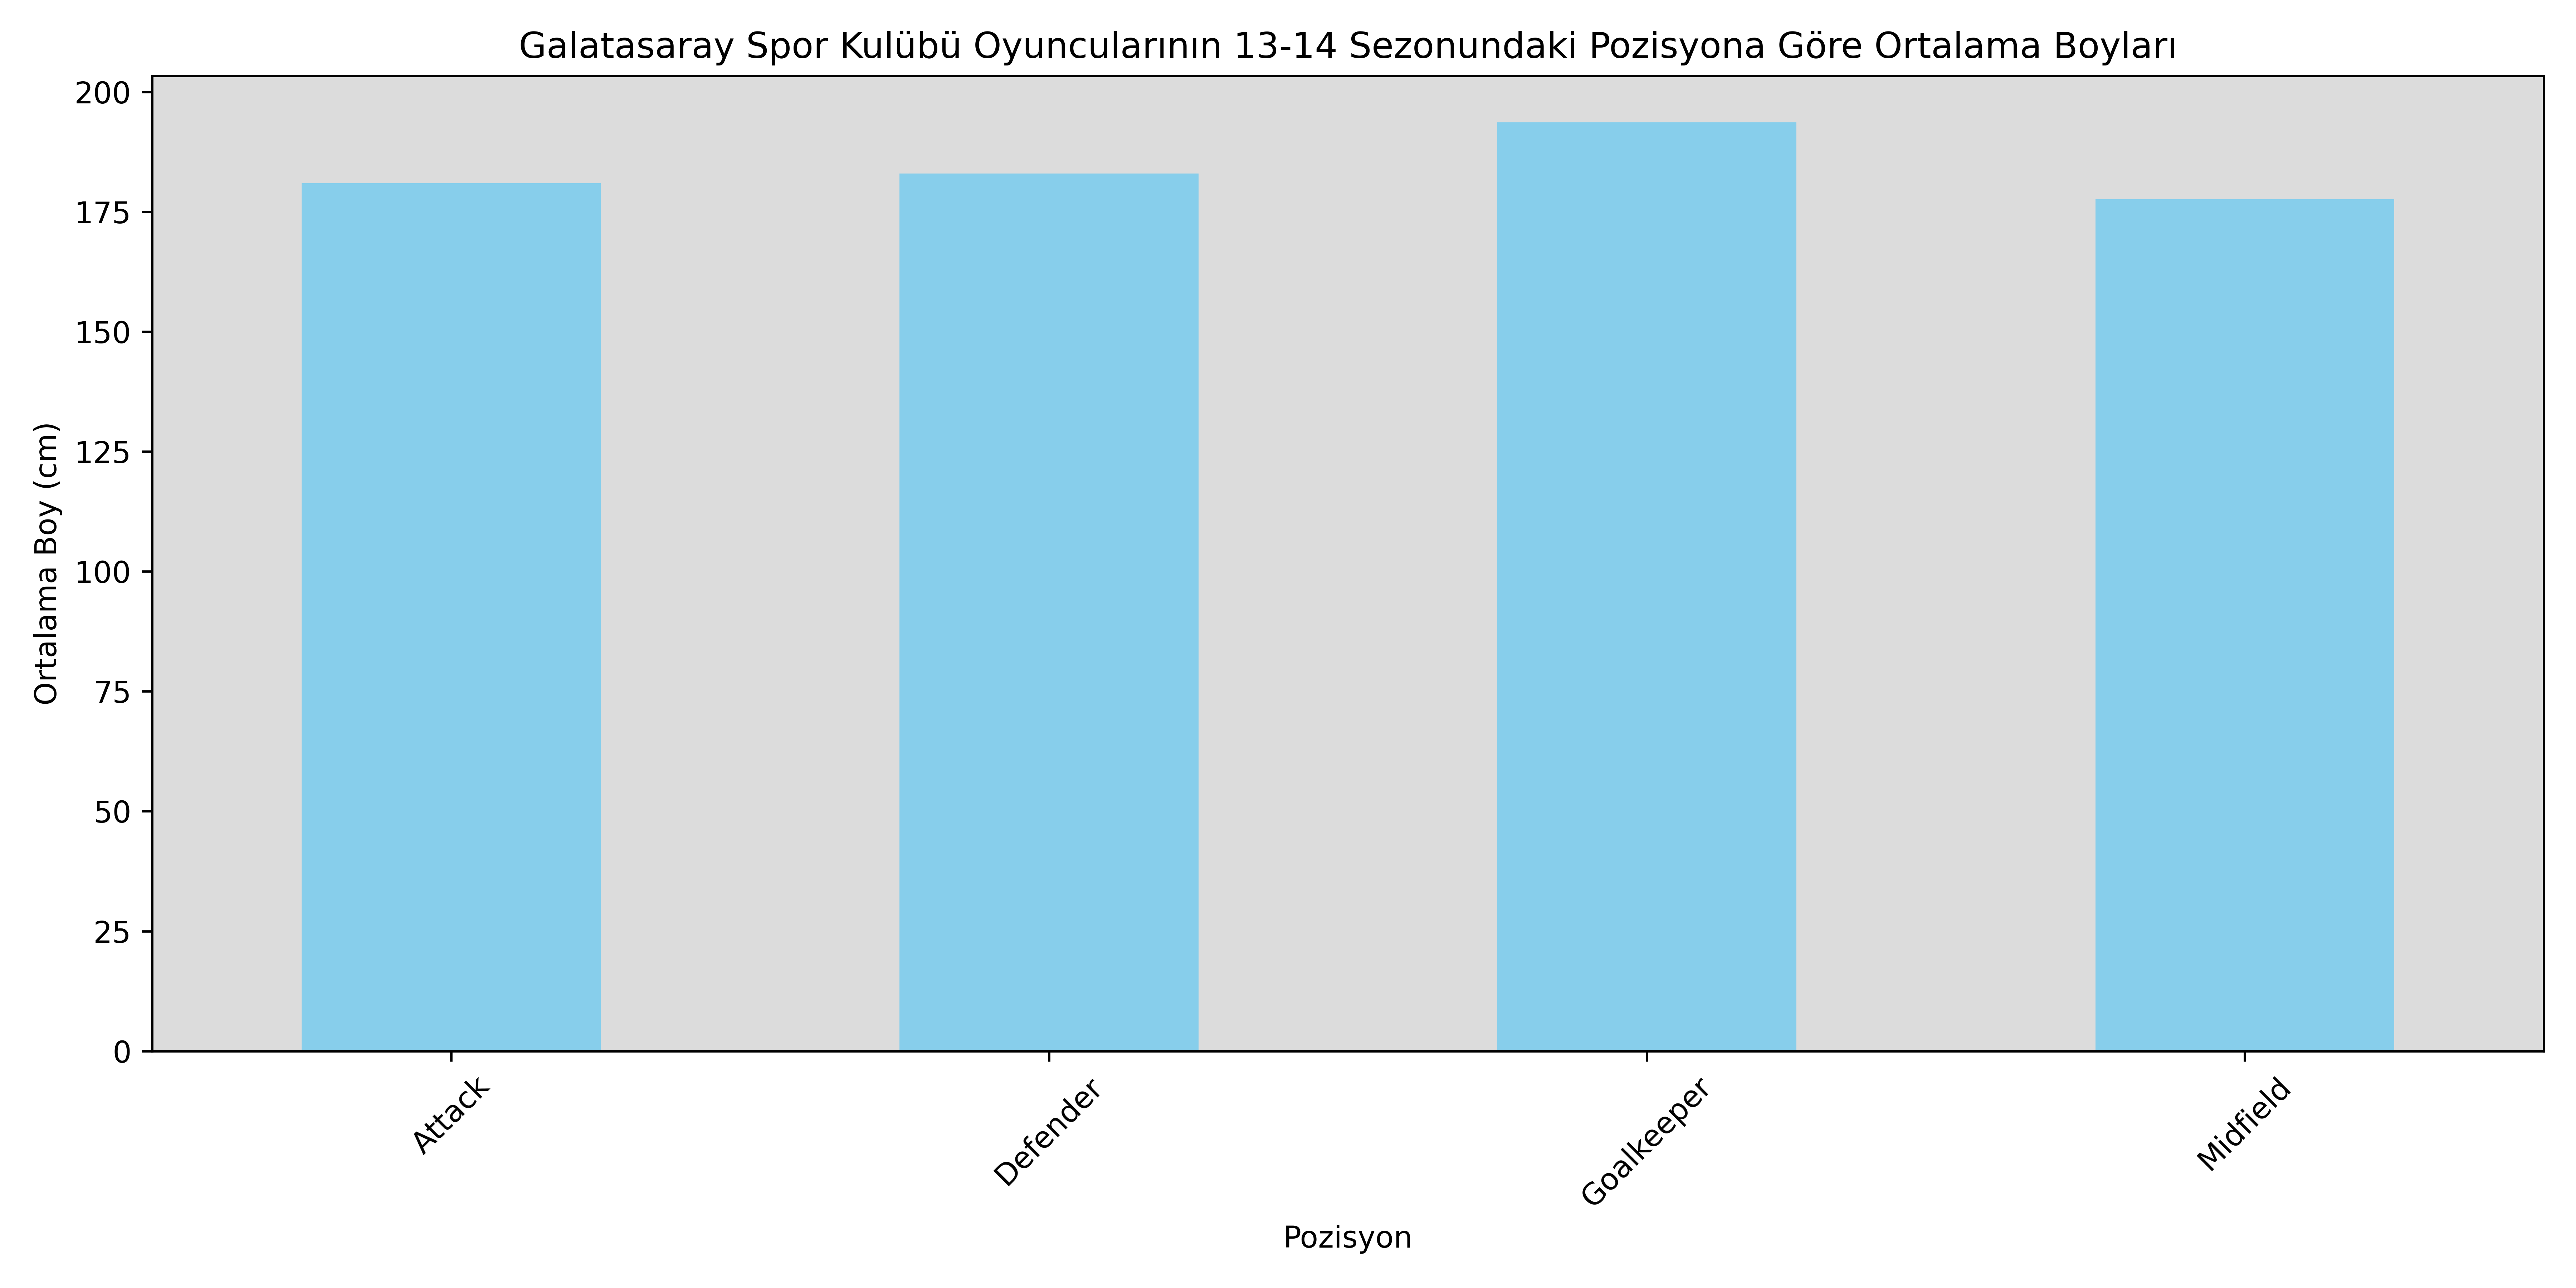 Galatasaray Spor Kulübü Oyuncularının 13-14 Sezonundaki Pozisyona Göre Ortalama Boyları
Ortalama Boy (cm)
200
175
150
125
100
75
50
25
0
Attack
Defender
Goalkeeper
Midfield
Pozisyon